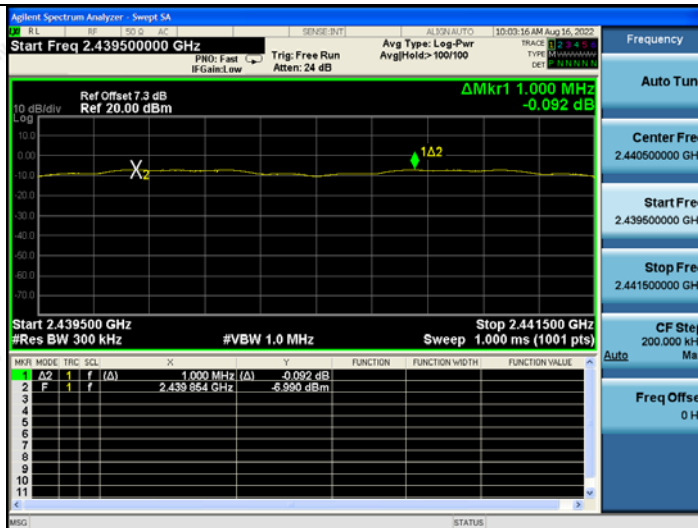 Agilent Spectrum Analyzer - Swept SA
RL RF 50 Ω AC SENSE:INT ALIGN AUTO 10:03:16 AM Aug 16, 2022
Start Freq 2.439500000 GHz
PNO: Fast
IFGain:Low
Trig: Free Run
Atten: 24 dB
Avg Type: Log-Pwr
Avg|Hold:> 100/100
TRACE 1 2 3 4 5 6
TYPE
DET P N N N N N
ΔMkr1 1.000 MHz
-0.092 dB
Ref Offset 7.3 dB
10 dB/div Ref 20.00 dBm
Log
10.0
0.00
-10.0
-20.0
-30.0
-40.0
-50.0
-60.0
-70.0
X2
1Δ2
Start 2.439500 GHz Stop 2.441500 GHz
#Res BW 300 kHz #VBW 1.0 MHz Sweep 1.000 ms (1001 pts)
MKR MODE TRC SCL X Y FUNCTION FUNCTION WIDTH FUNCTION VALUE
1 Δ2 1 f (Δ) 1.000 MHz (Δ) -0.092 dB
2 F 1 f 2.439 854 GHz -6.990 dBm
3
4
5
6
7
8
9
10
11
MSG STATUS
Frequency
Auto Tun
Center Fre
2.440500000 GH
Start Fre
2.439500000 GH
Stop Fre
2.441500000 GH
CF Ste
200.000 kH
Auto Ma
Freq Offse
0 H